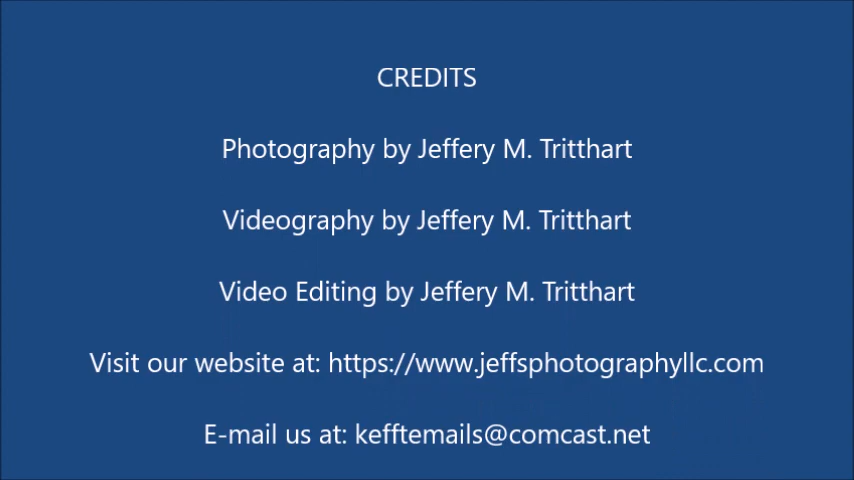 CREDITS
Photography by Jeffery M. Tritthart
Videography by Jeffery M. Tritthart
Video Editing by Jeffery M. Tritthart
Visit our website at: https://www.jeffsphotographyllc.com
E-mail us at: kefftemails@comcast.net